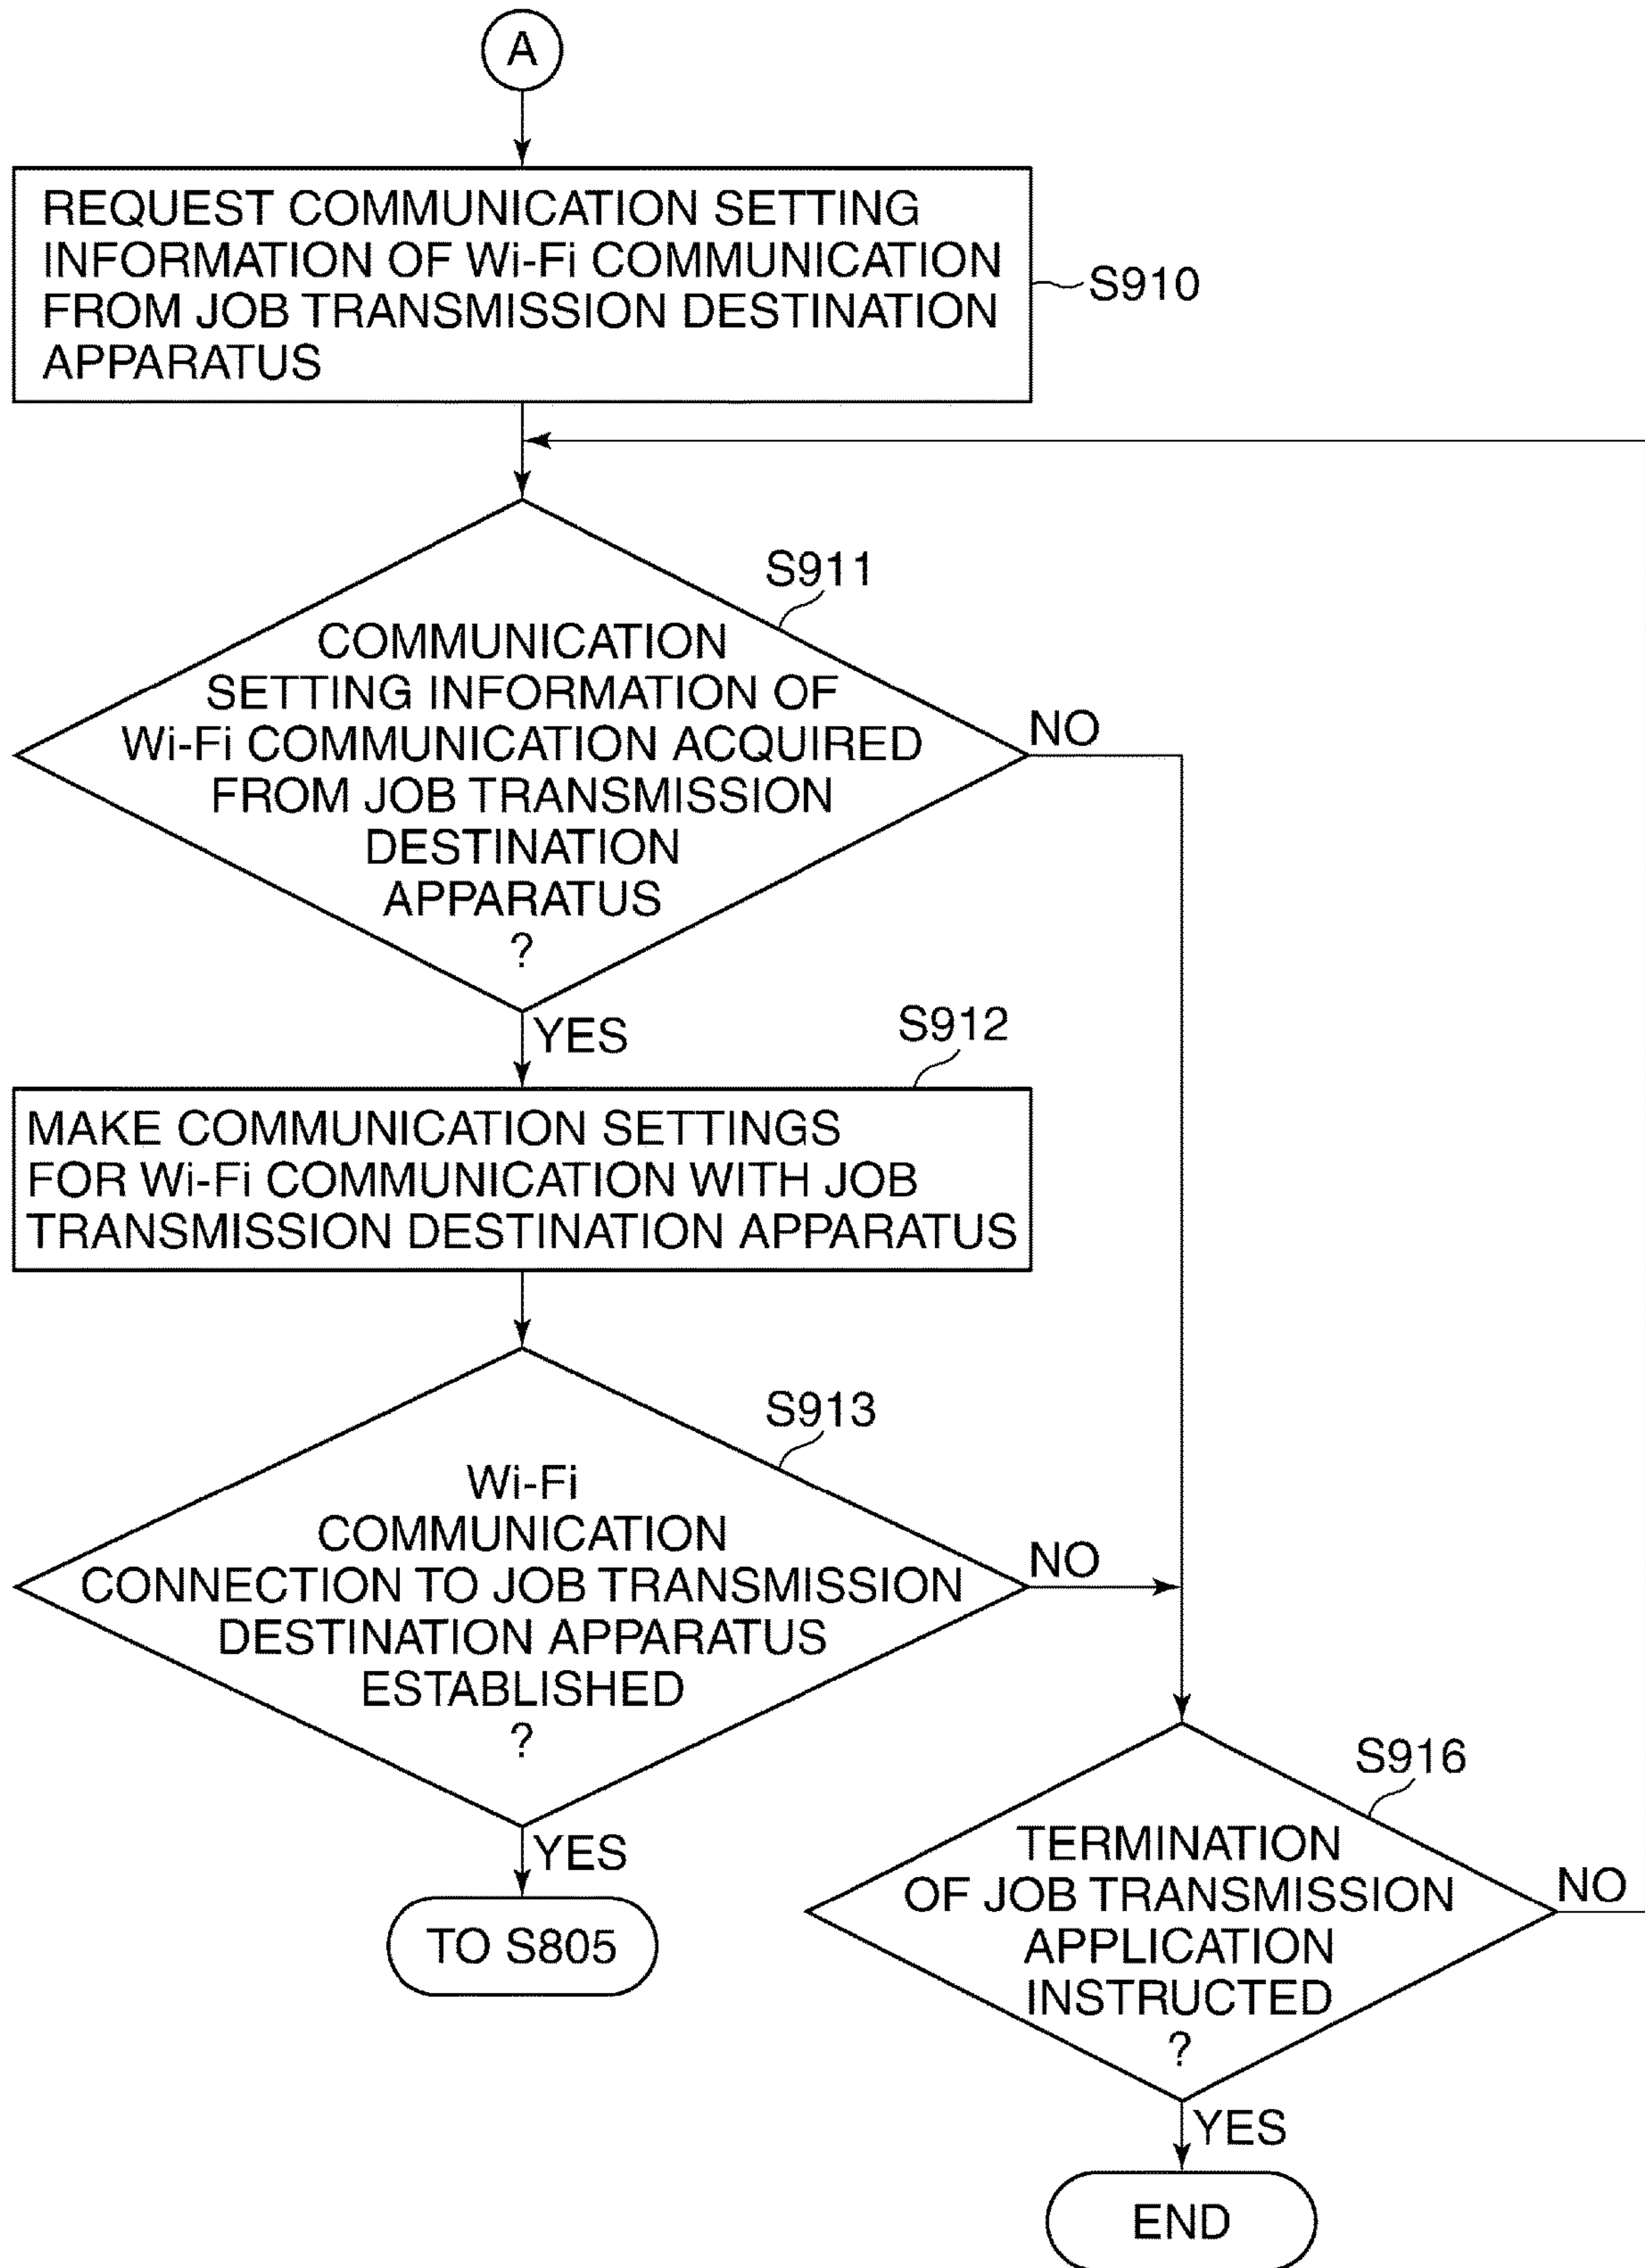 A
REQUEST COMMUNICATION SETTING
INFORMATION OF Wi-Fi COMMUNICATION
FROM JOB TRANSMISSION DESTINATION
APPARATUS
S910
S911
COMMUNICATION
SETTING INFORMATION OF
Wi-Fi COMMUNICATION ACQUIRED
FROM JOB TRANSMISSION
DESTINATION
APPARATUS
?
NO
YES
S912
MAKE COMMUNICATION SETTINGS
FOR Wi-Fi COMMUNICATION WITH JOB
TRANSMISSION DESTINATION APPARATUS
S913
Wi-Fi
COMMUNICATION
CONNECTION TO JOB TRANSMISSION
DESTINATION APPARATUS
ESTABLISHED
?
NO
YES
TO S805
S916
TERMINATION
OF JOB TRANSMISSION
APPLICATION
INSTRUCTED
?
NO
YES
END